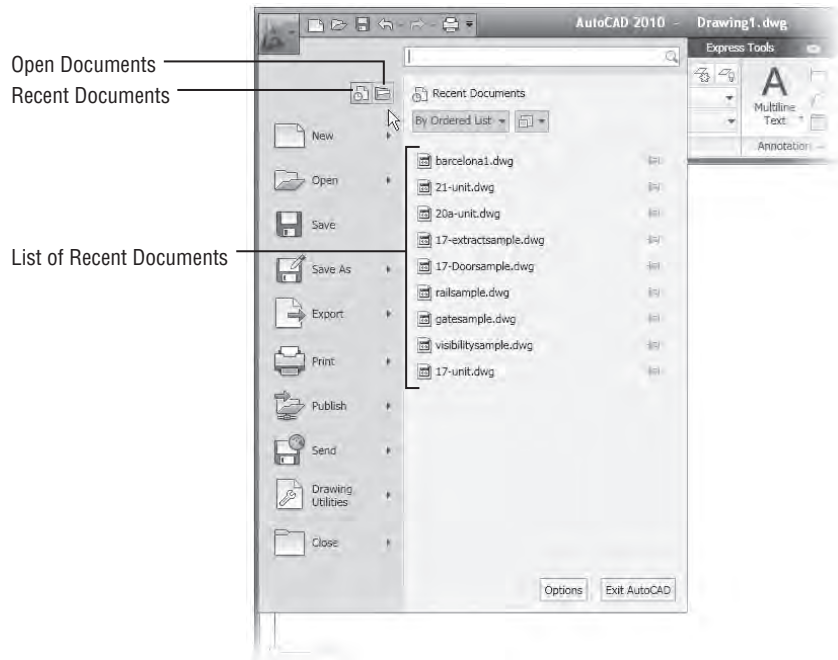 AutoCAD 2010 - Drawing1.dwg
Express Tools
Open Documents
Recent Documents
Recent Documents
By Ordered List
A
Multiline
Text
Annotation
New
Open
Save
Save As
Export
Print
Publish
Send
Drawing
Utilities
Close
barcelona1.dwg
21-unit.dwg
20a-unit.dwg
17-extractsample.dwg
17-Doorsample.dwg
railsample.dwg
gatesample.dwg
visibilitysample.dwg
17-unit.dwg
List of Recent Documents
Options
Exit AutoCAD